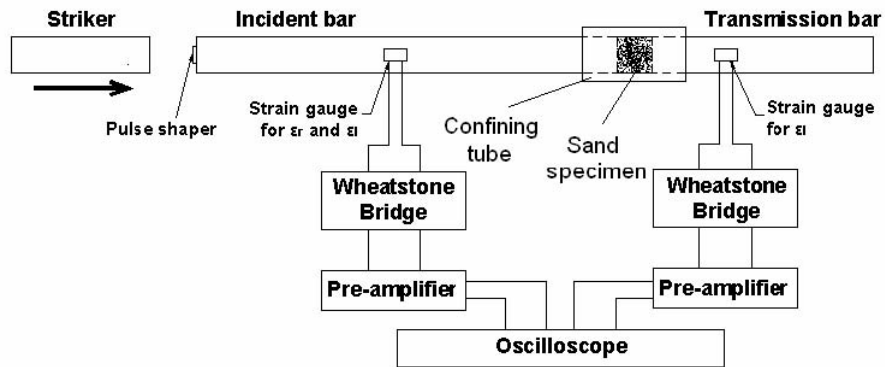 Striker
Incident bar
Transmission bar
Pulse shaper
Strain gauge
for εr and εI
Confining
tube
Sand
specimen
Strain gauge
for εI
Wheatstone
Bridge
Wheatstone
Bridge
Pre-amplifier
Pre-amplifier
Oscilloscope